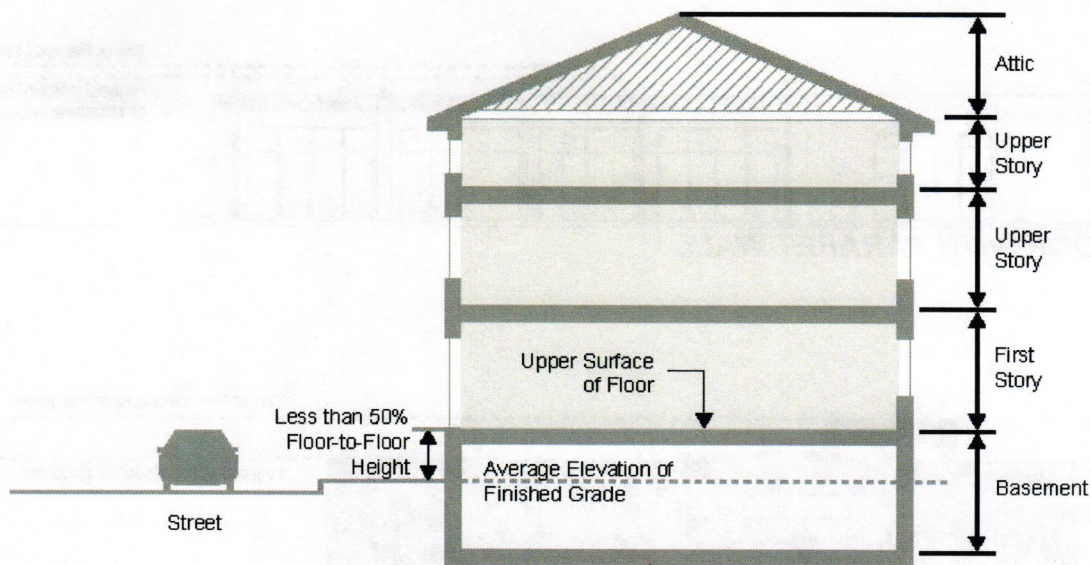 Attic
Upper
Story
Upper
Story
Upper Surface
of Floor
First
Story
Less than 50%
Floor-to-Floor
Height
Average Elevation of
Finished Grade
Basement
Street